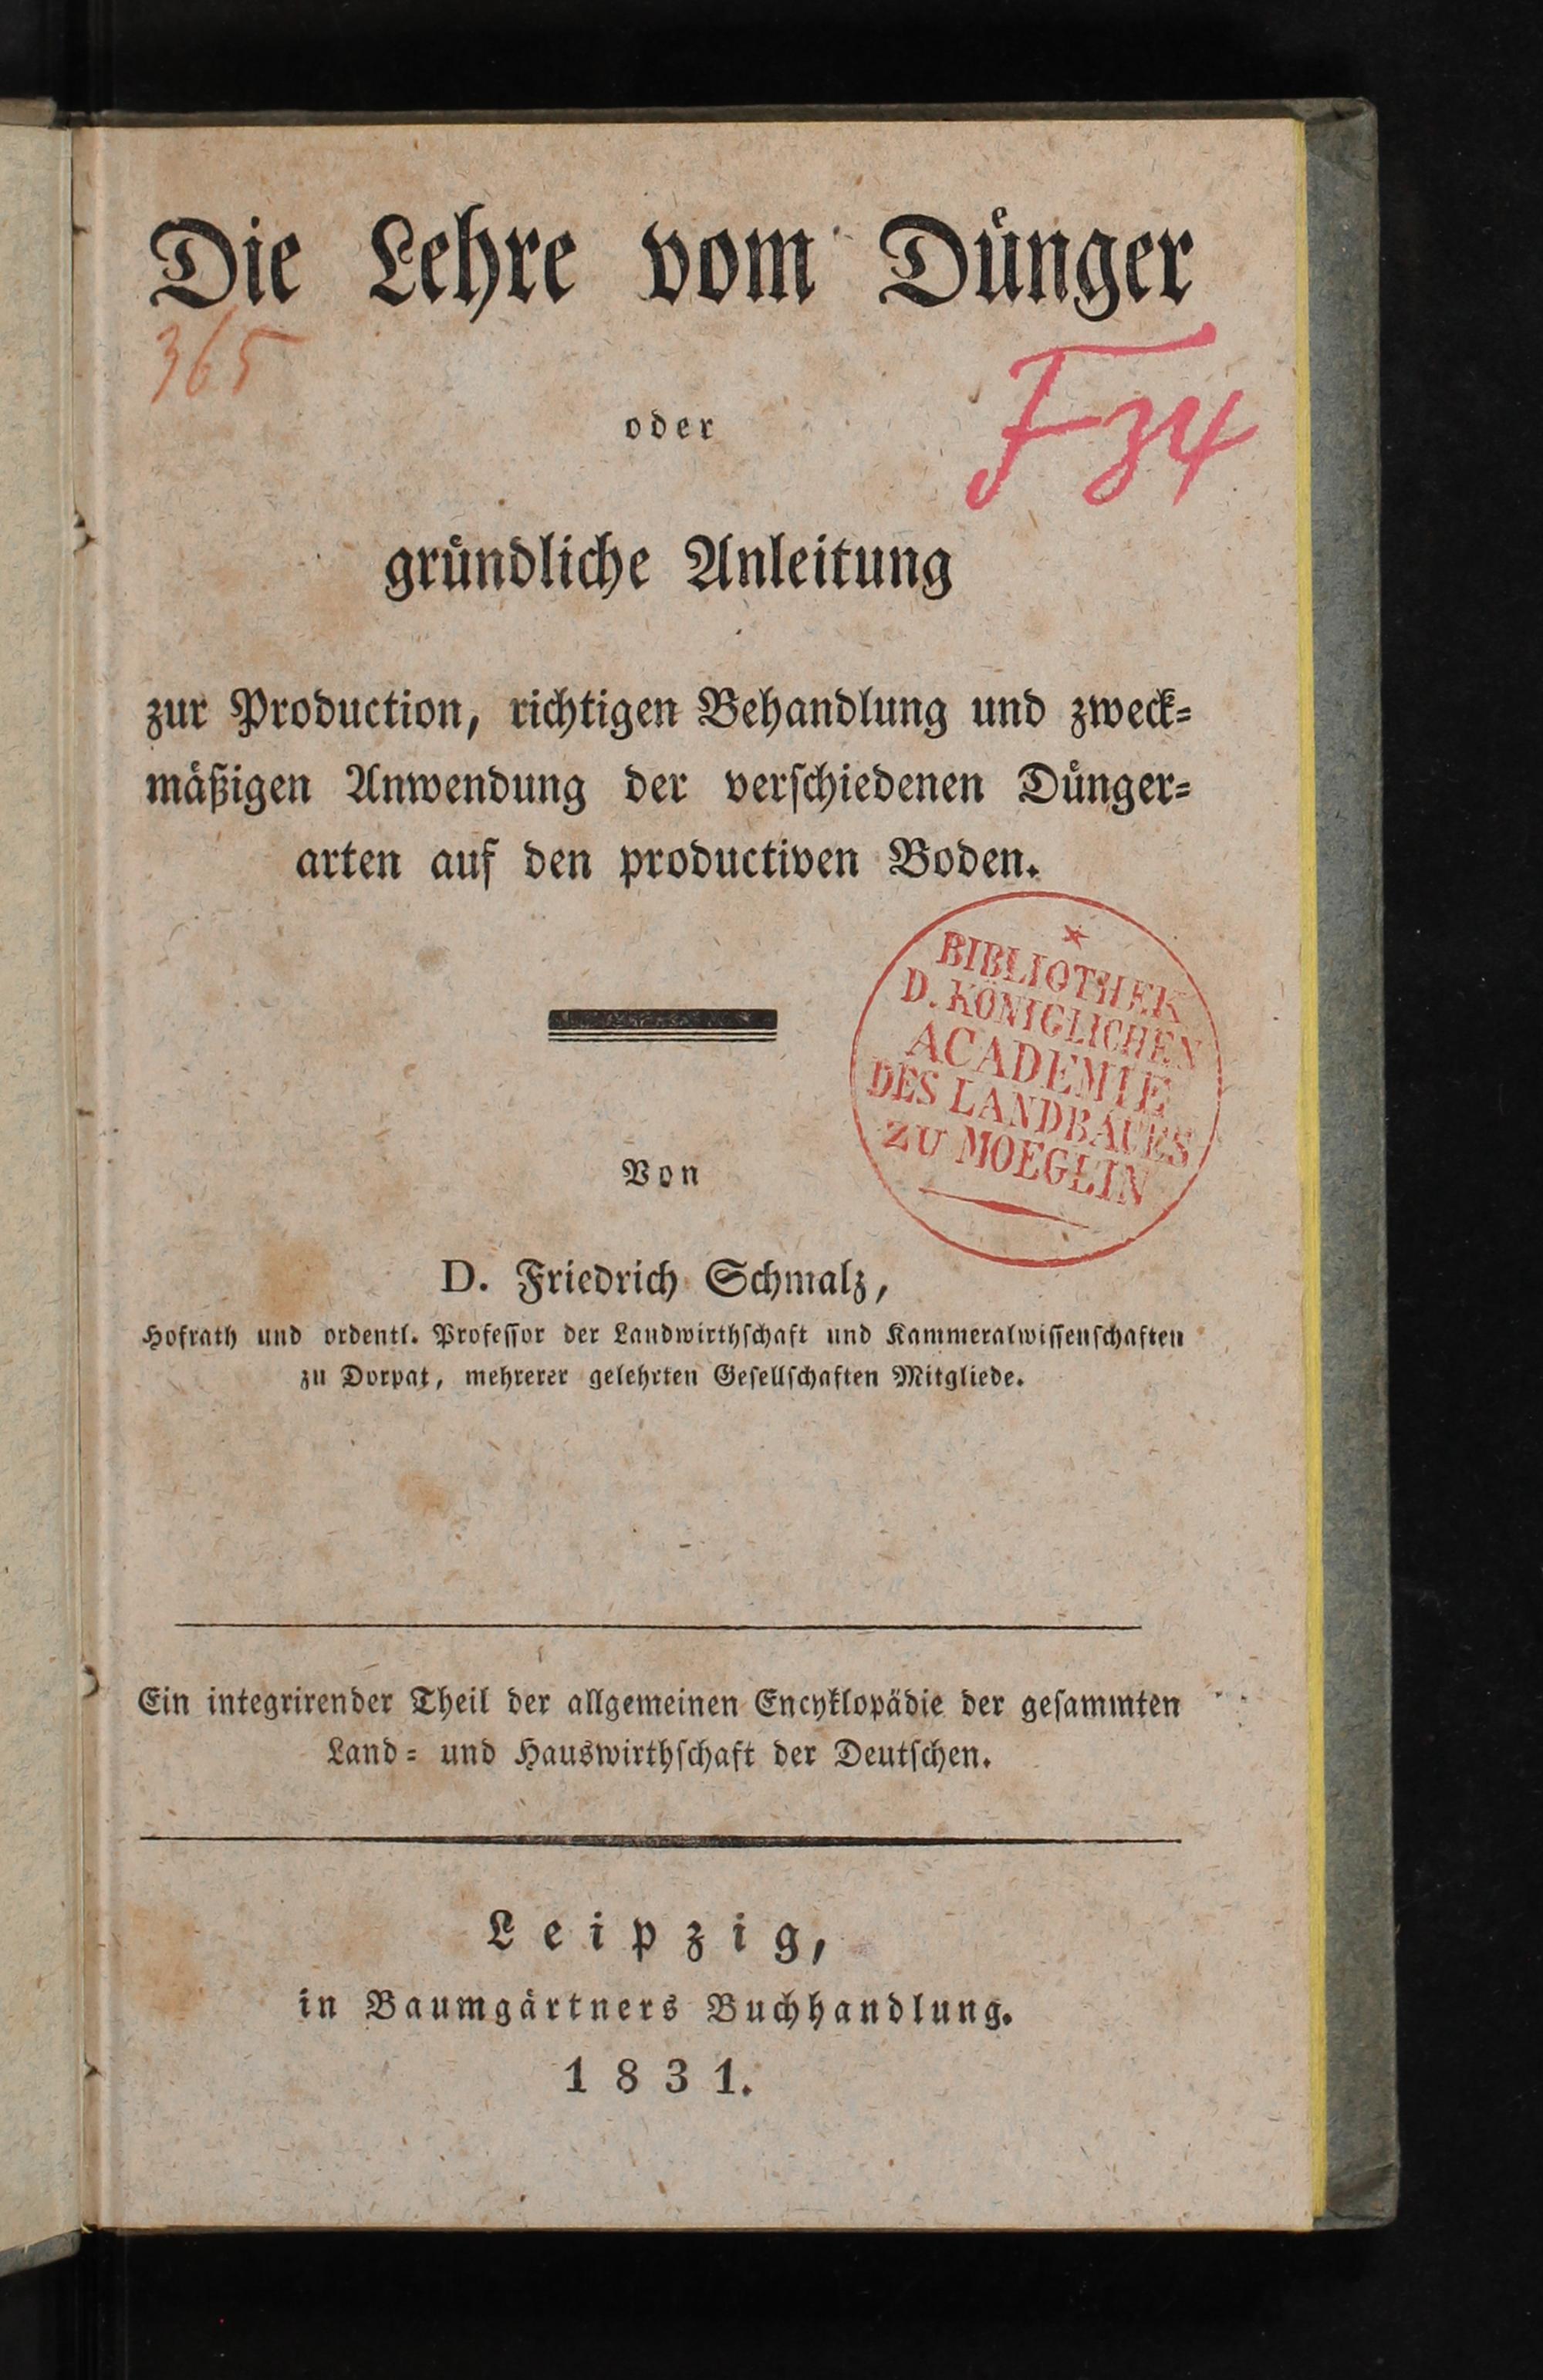 Die Lehre vom Dünger
365
oder
F 34
gründliche Anleitung
zur Production, richtigen Behandlung und zweck-
mäßigen Anwendung der verschiedenen Dünger-
arten auf den productiven Boden.
BIBLIOTHEK
D. KÖNIGLICHEN
ACADEMIE
DES LANDBAUES
ZU MOEGLIN
Von
D. Friedrich Schmalz,
Hofrath und ordentl. Professor der Landwirthschaft und Kammeralwissenschaften
zu Dorpat, mehrerer gelehrten Gesellschaften Mitgliede.
Ein integrirender Theil der allgemeinen Encyklopädie der gesammten
Land- und Hauswirthschaft der Deutschen.
Leipzig,
in Baumgärtners Buchhandlung.
1831.